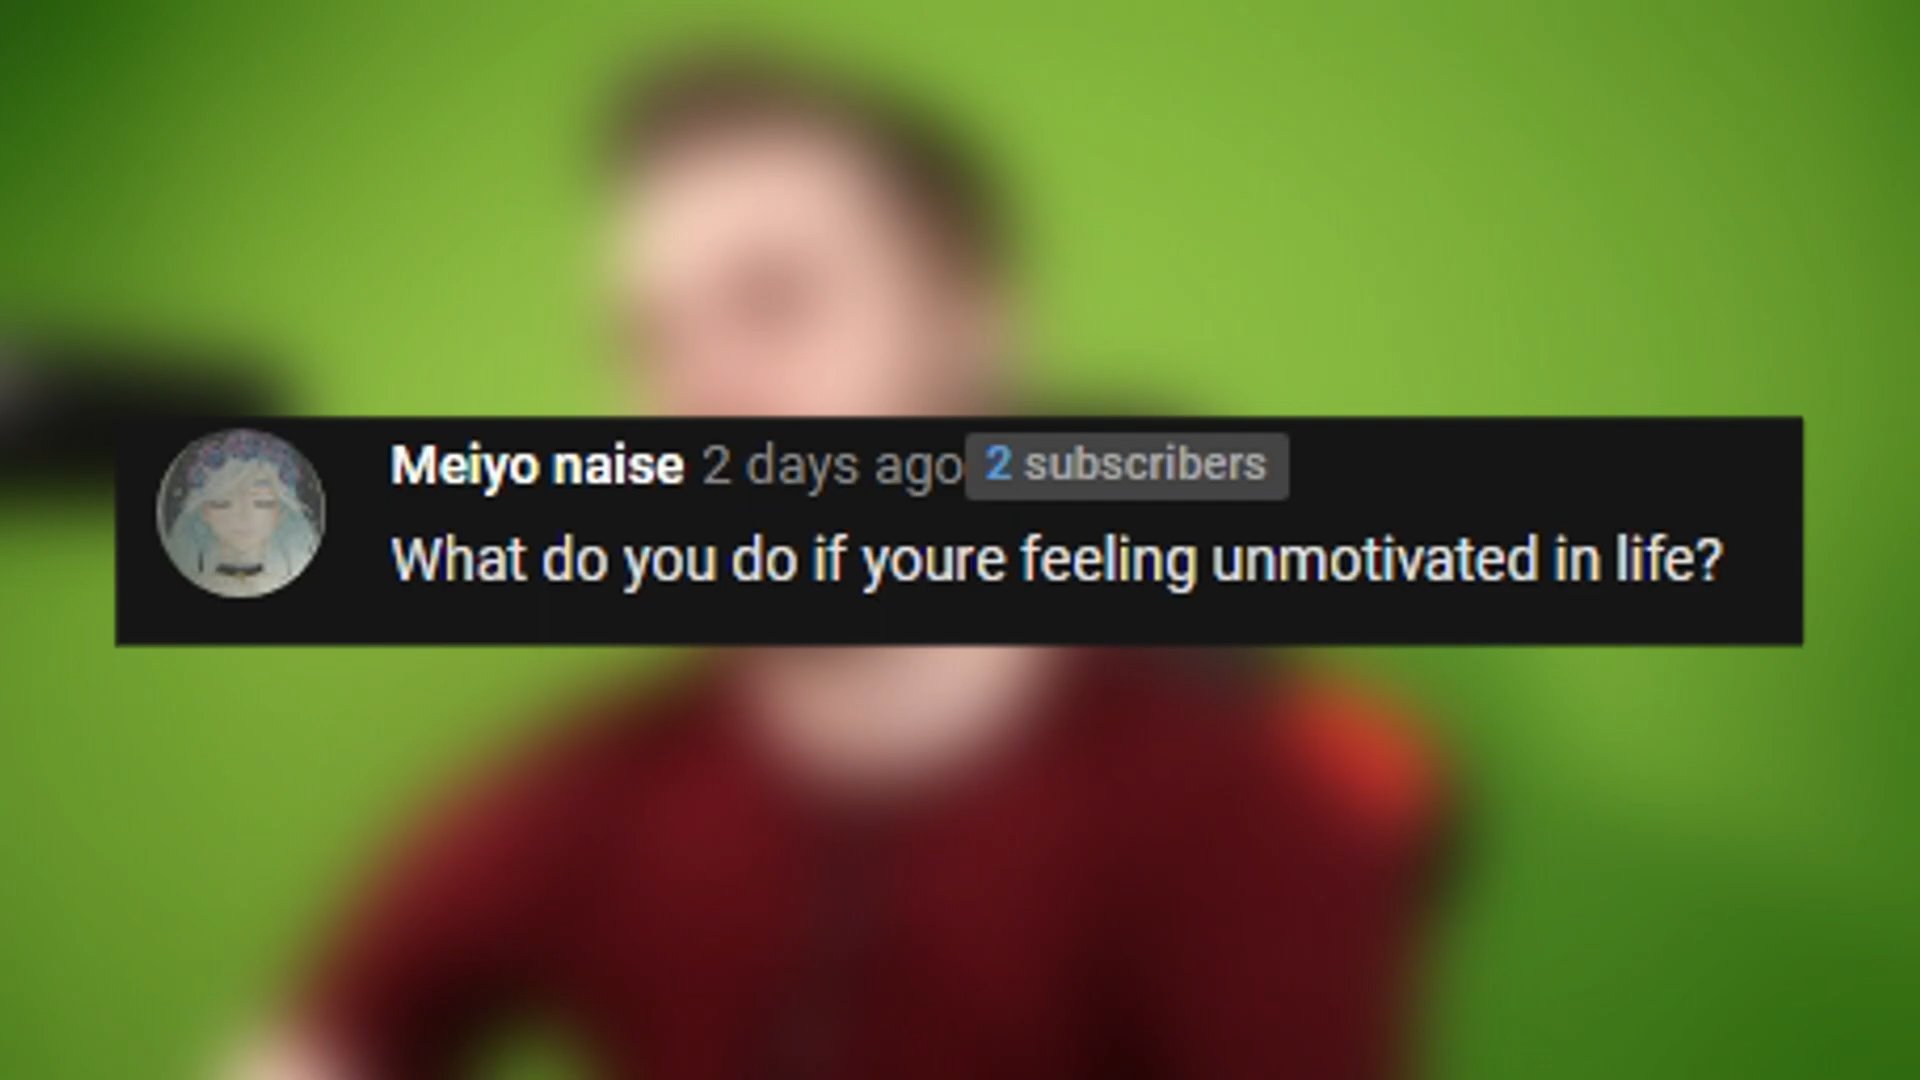 Meiyo naise 2 days ago 2 subscribers
What do you do if youre feeling unmotivated in life?